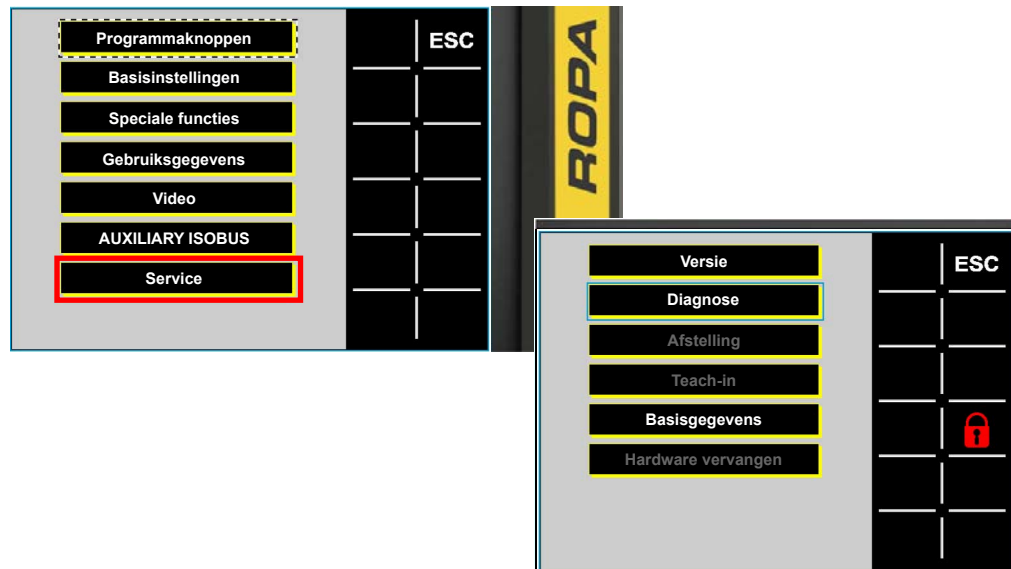 Programmaknoppen
ESC
Basisinstellingen
Speciale functies
Gebruiksgegevens
Video
AUXILIARY ISOBUS
Service
ROPA
Versie
ESC
Diagnose
Afstelling
Teach-in
Basisgegevens
Hardware vervangen